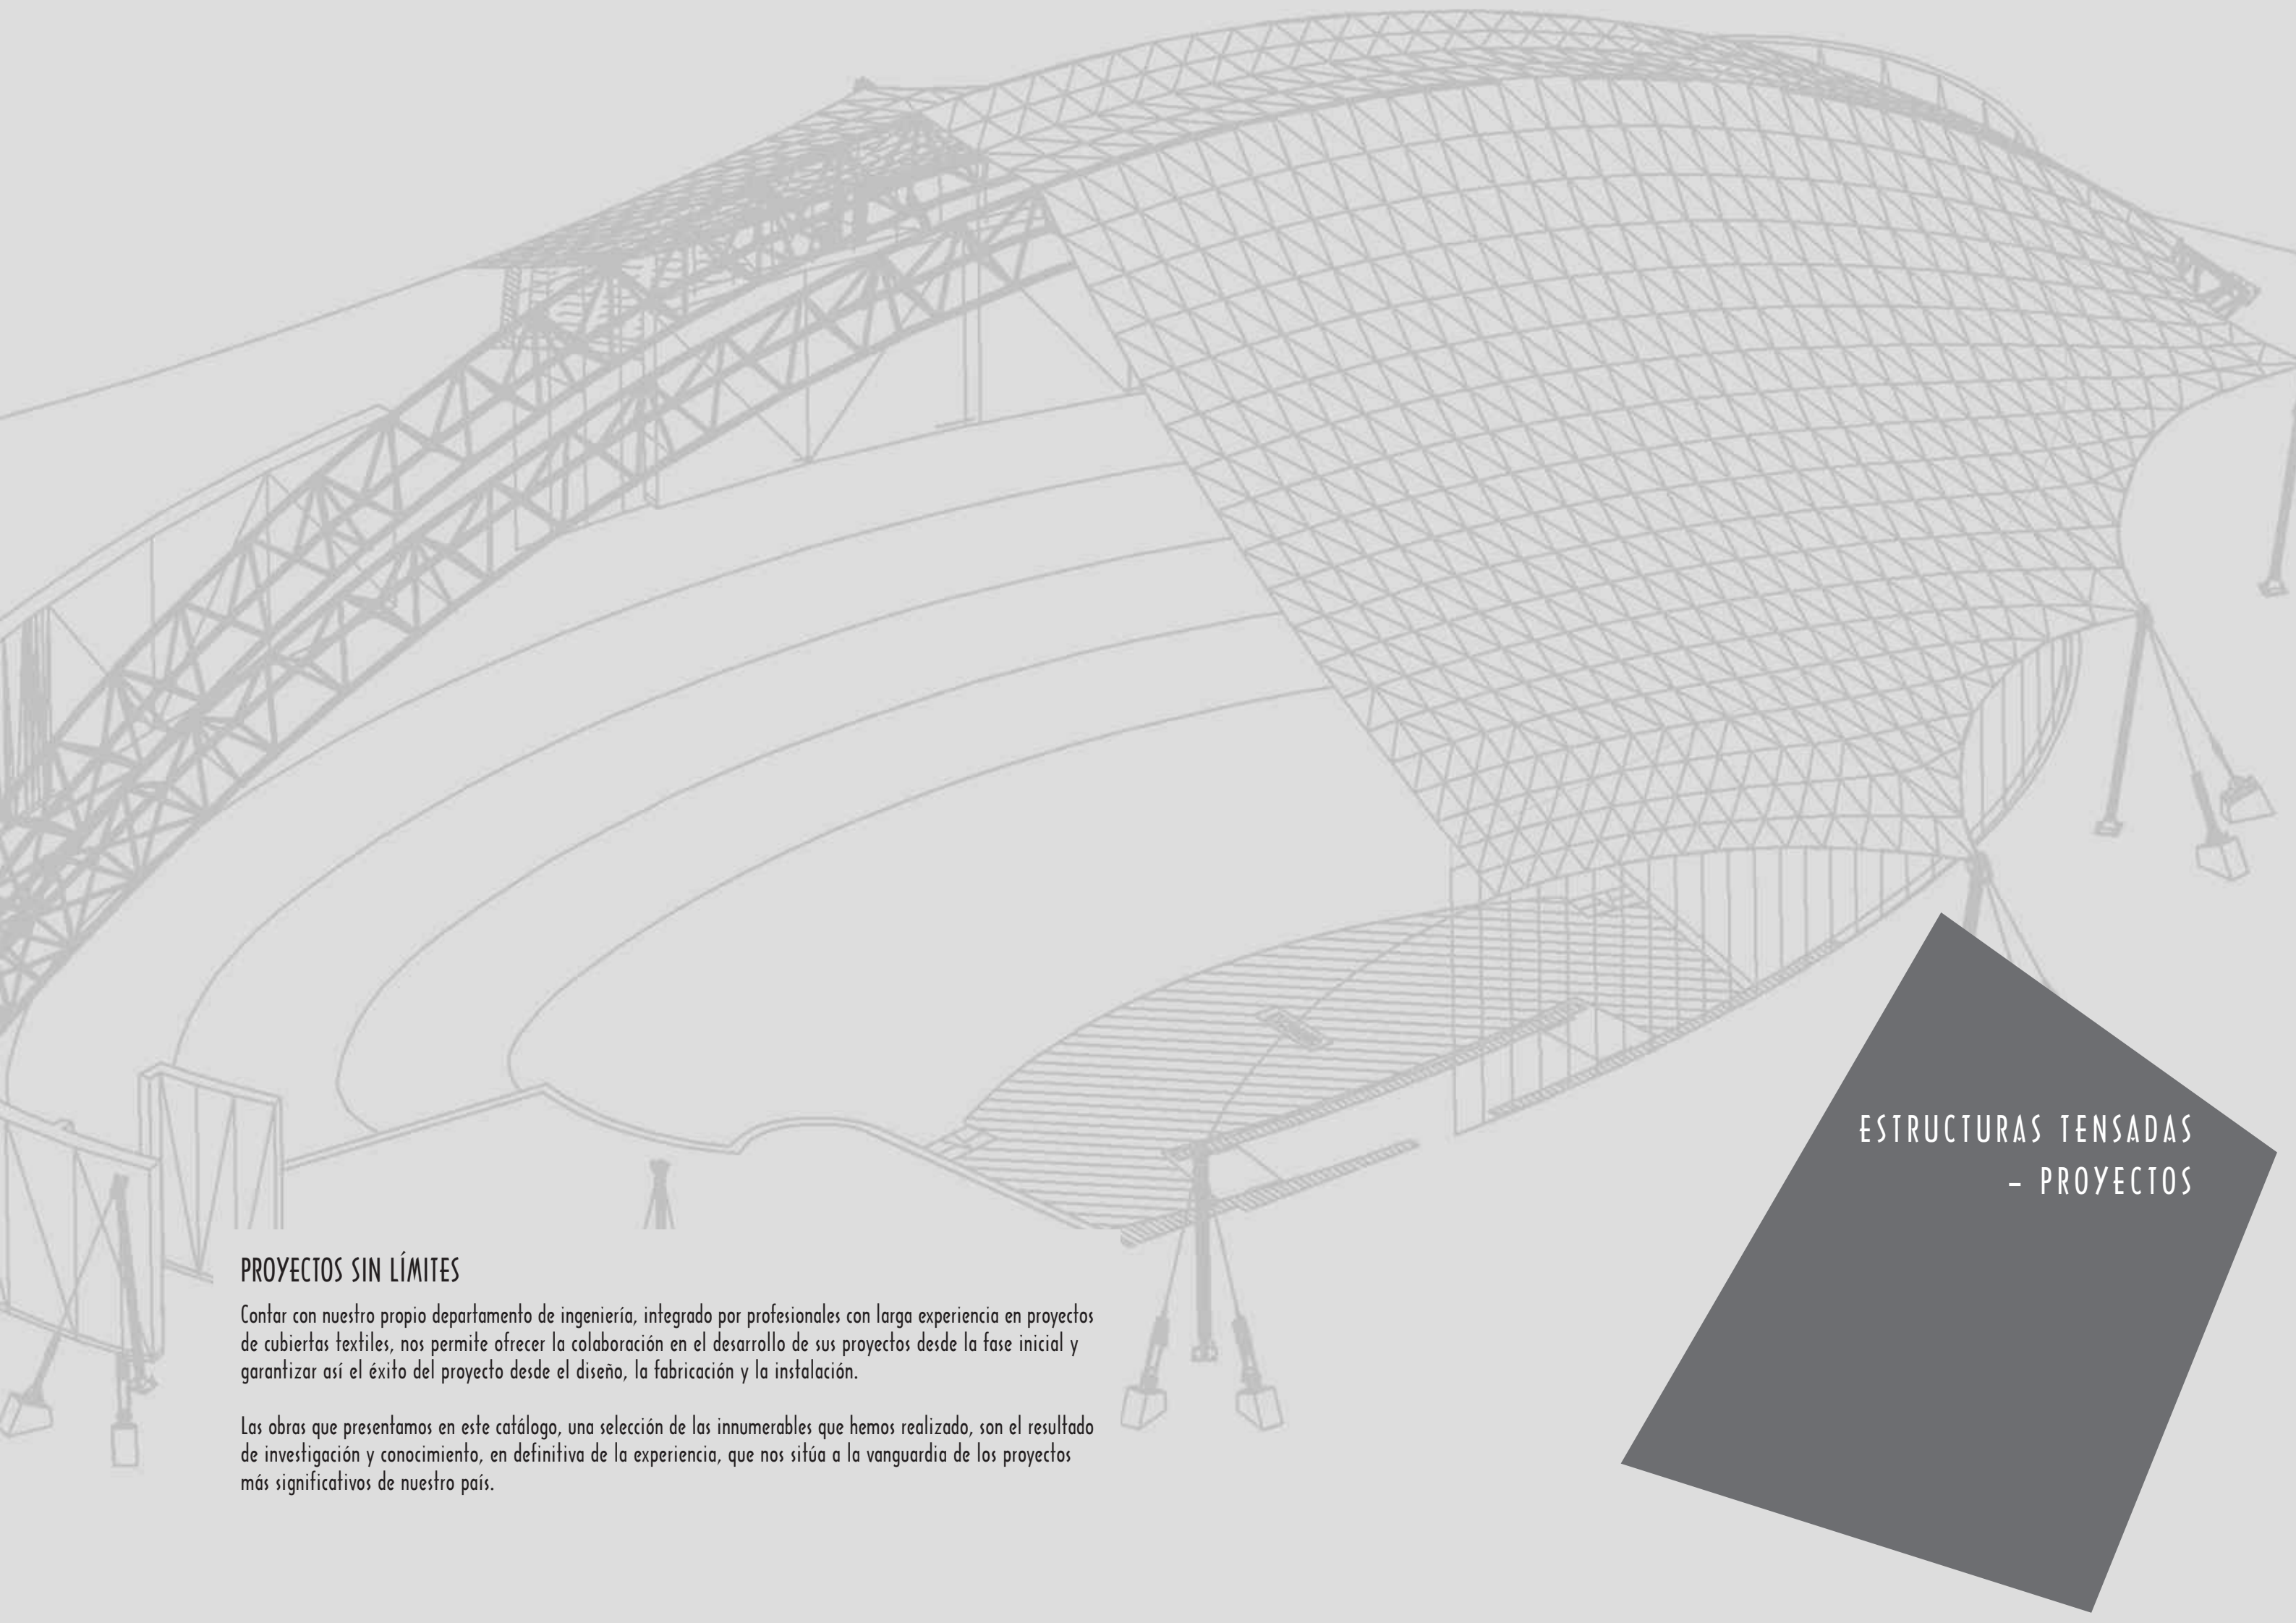 ESTRUCTURAS TENSADAS
– PROYECTOS
PROYECTOS SIN LÍMITES
Contar con nuestro propio departamento de ingeniería, integrado por profesionales con larga experiencia en proyectos
de cubiertas textiles, nos permite ofrecer la colaboración en el desarrollo de sus proyectos desde la fase inicial y
garantizar así el éxito del proyecto desde el diseño, la fabricación y la instalación.
Las obras que presentamos en este catálogo, una selección de las innumerables que hemos realizado, son el resultado
de investigación y conocimiento, en definitiva de la experiencia, que nos sitúa a la vanguardia de los proyectos
más significativos de nuestro país.